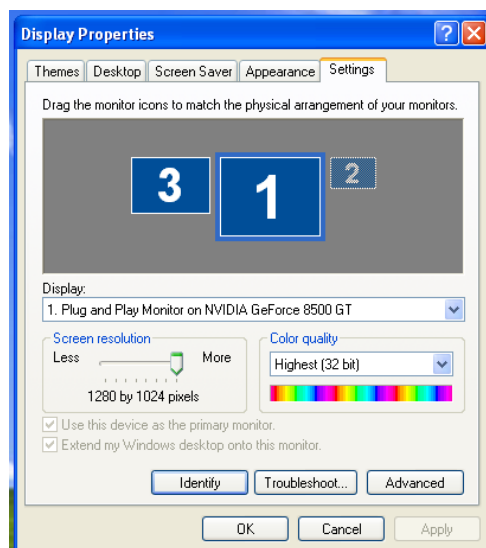 Display Properties
Themes Desktop Screen Saver Appearance Settings
Drag the monitor icons to match the physical arrangement of your monitors.
3 1 2
Display:
1. Plug and Play Monitor on NVIDIA GeForce 8500 GT
Screen resolution Color quality
Less More Highest (32 bit)
1280 by 1024 pixels
Use this device as the primary monitor.
Extend my Windows desktop onto this monitor.
Identify Troubleshoot... Advanced
OK Cancel Apply